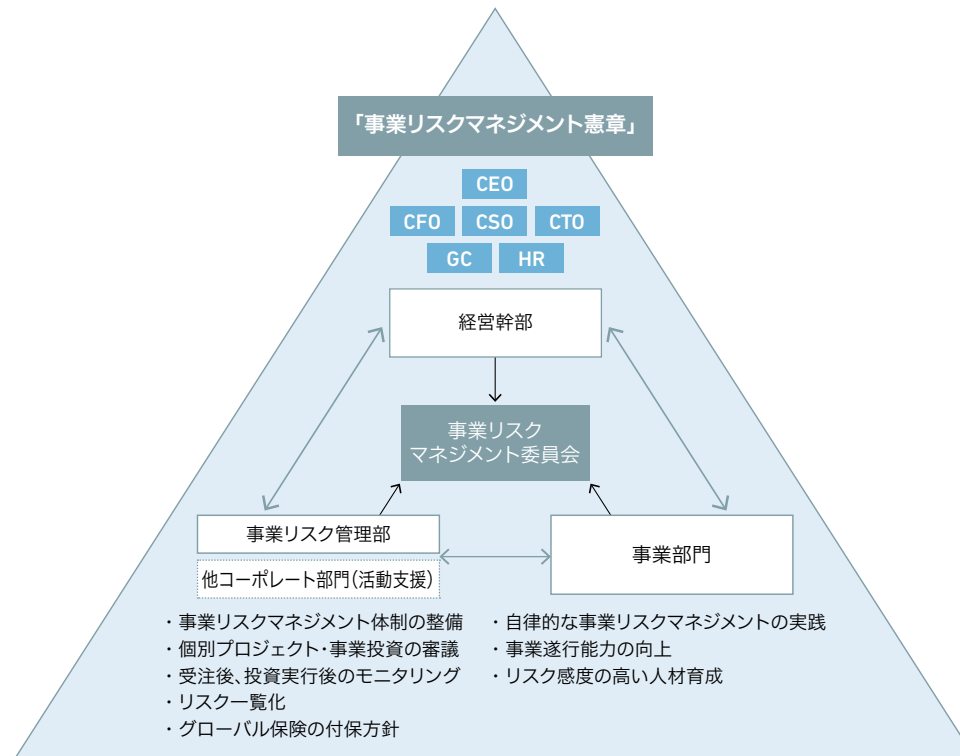 「事業リスクマネジメント憲章」
CEO
CFO CSO CTO
GC HR
経営幹部
事業リスク
マネジメント委員会
事業リスク管理部
他コーポレート部門(活動支援)
事業部門
・事業リスクマネジメント体制の整備
・個別プロジェクト・事業投資の審議
・受注後、投資実行後のモニタリング
・リスク一覧化
・グローバル保険の付保方針
・自律的な事業リスクマネジメントの実践
・事業遂行能力の向上
・リスク感度の高い人材育成